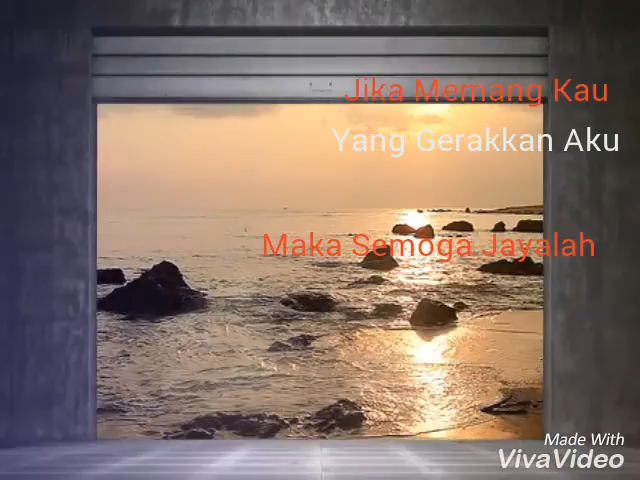 Jika Memang Kau
Yang Gerakkan Aku
Maka Semoga Jayalah
Made With
VivaVideo